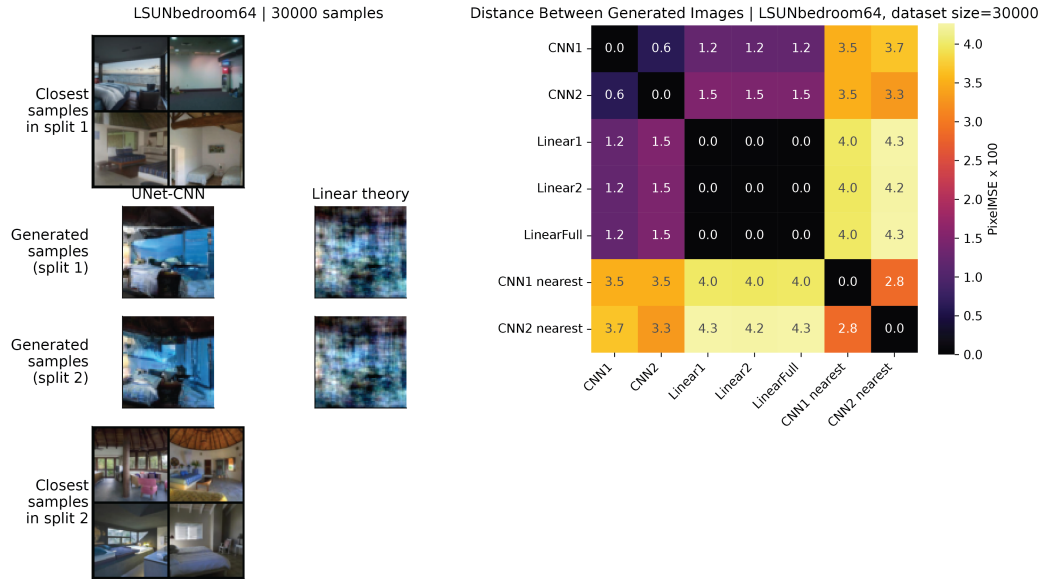 LSUNbedroom64 | 30000 samples
Closest
samples
in split 1
UNet-CNN
Linear theory
Generated
samples
(split 1)
Generated
samples
(split 2)
Closest
samples
in split 2
Distance Between Generated Images | LSUNbedroom64, dataset size=30000
CNN1 0.0 0.6 1.2 1.2 1.2 3.5 3.7
CNN2 0.6 0.0 1.5 1.5 1.5 3.5 3.3
Linear1 1.2 1.5 0.0 0.0 0.0 4.0 4.3
Linear2 1.2 1.5 0.0 0.0 0.0 4.0 4.2
LinearFull 1.2 1.5 0.0 0.0 0.0 4.0 4.3
CNN1 nearest 3.5 3.5 4.0 4.0 4.0 0.0 2.8
CNN2 nearest 3.7 3.3 4.3 4.2 4.3 2.8 0.0
CNN1
CNN2
Linear1
Linear2
LinearFull
CNN1 nearest
CNN2 nearest
4.0
3.5
3.0
2.5
2.0
1.5
1.0
0.5
0.0
PixelMSE x 100